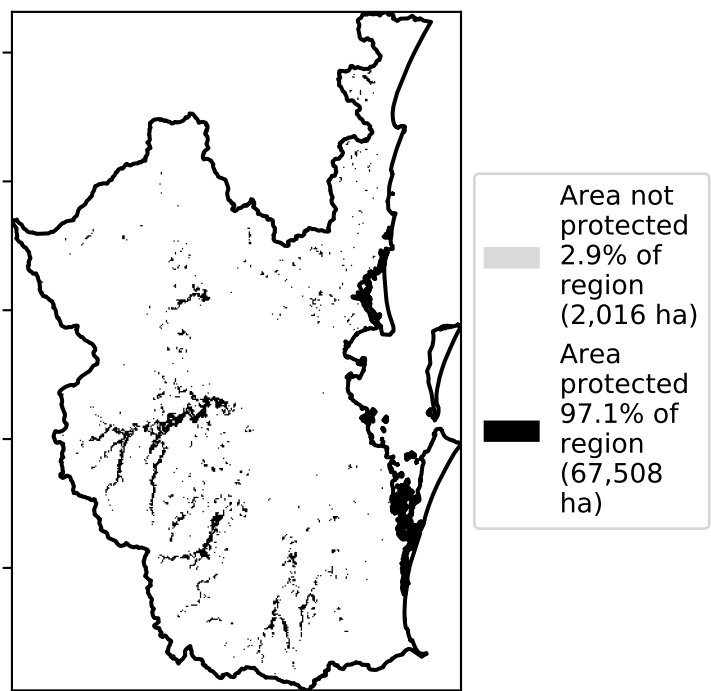 Area not
protected
2.9% of
region
(2,016 ha)
Area
protected
97.1% of
region
(67,508
ha)